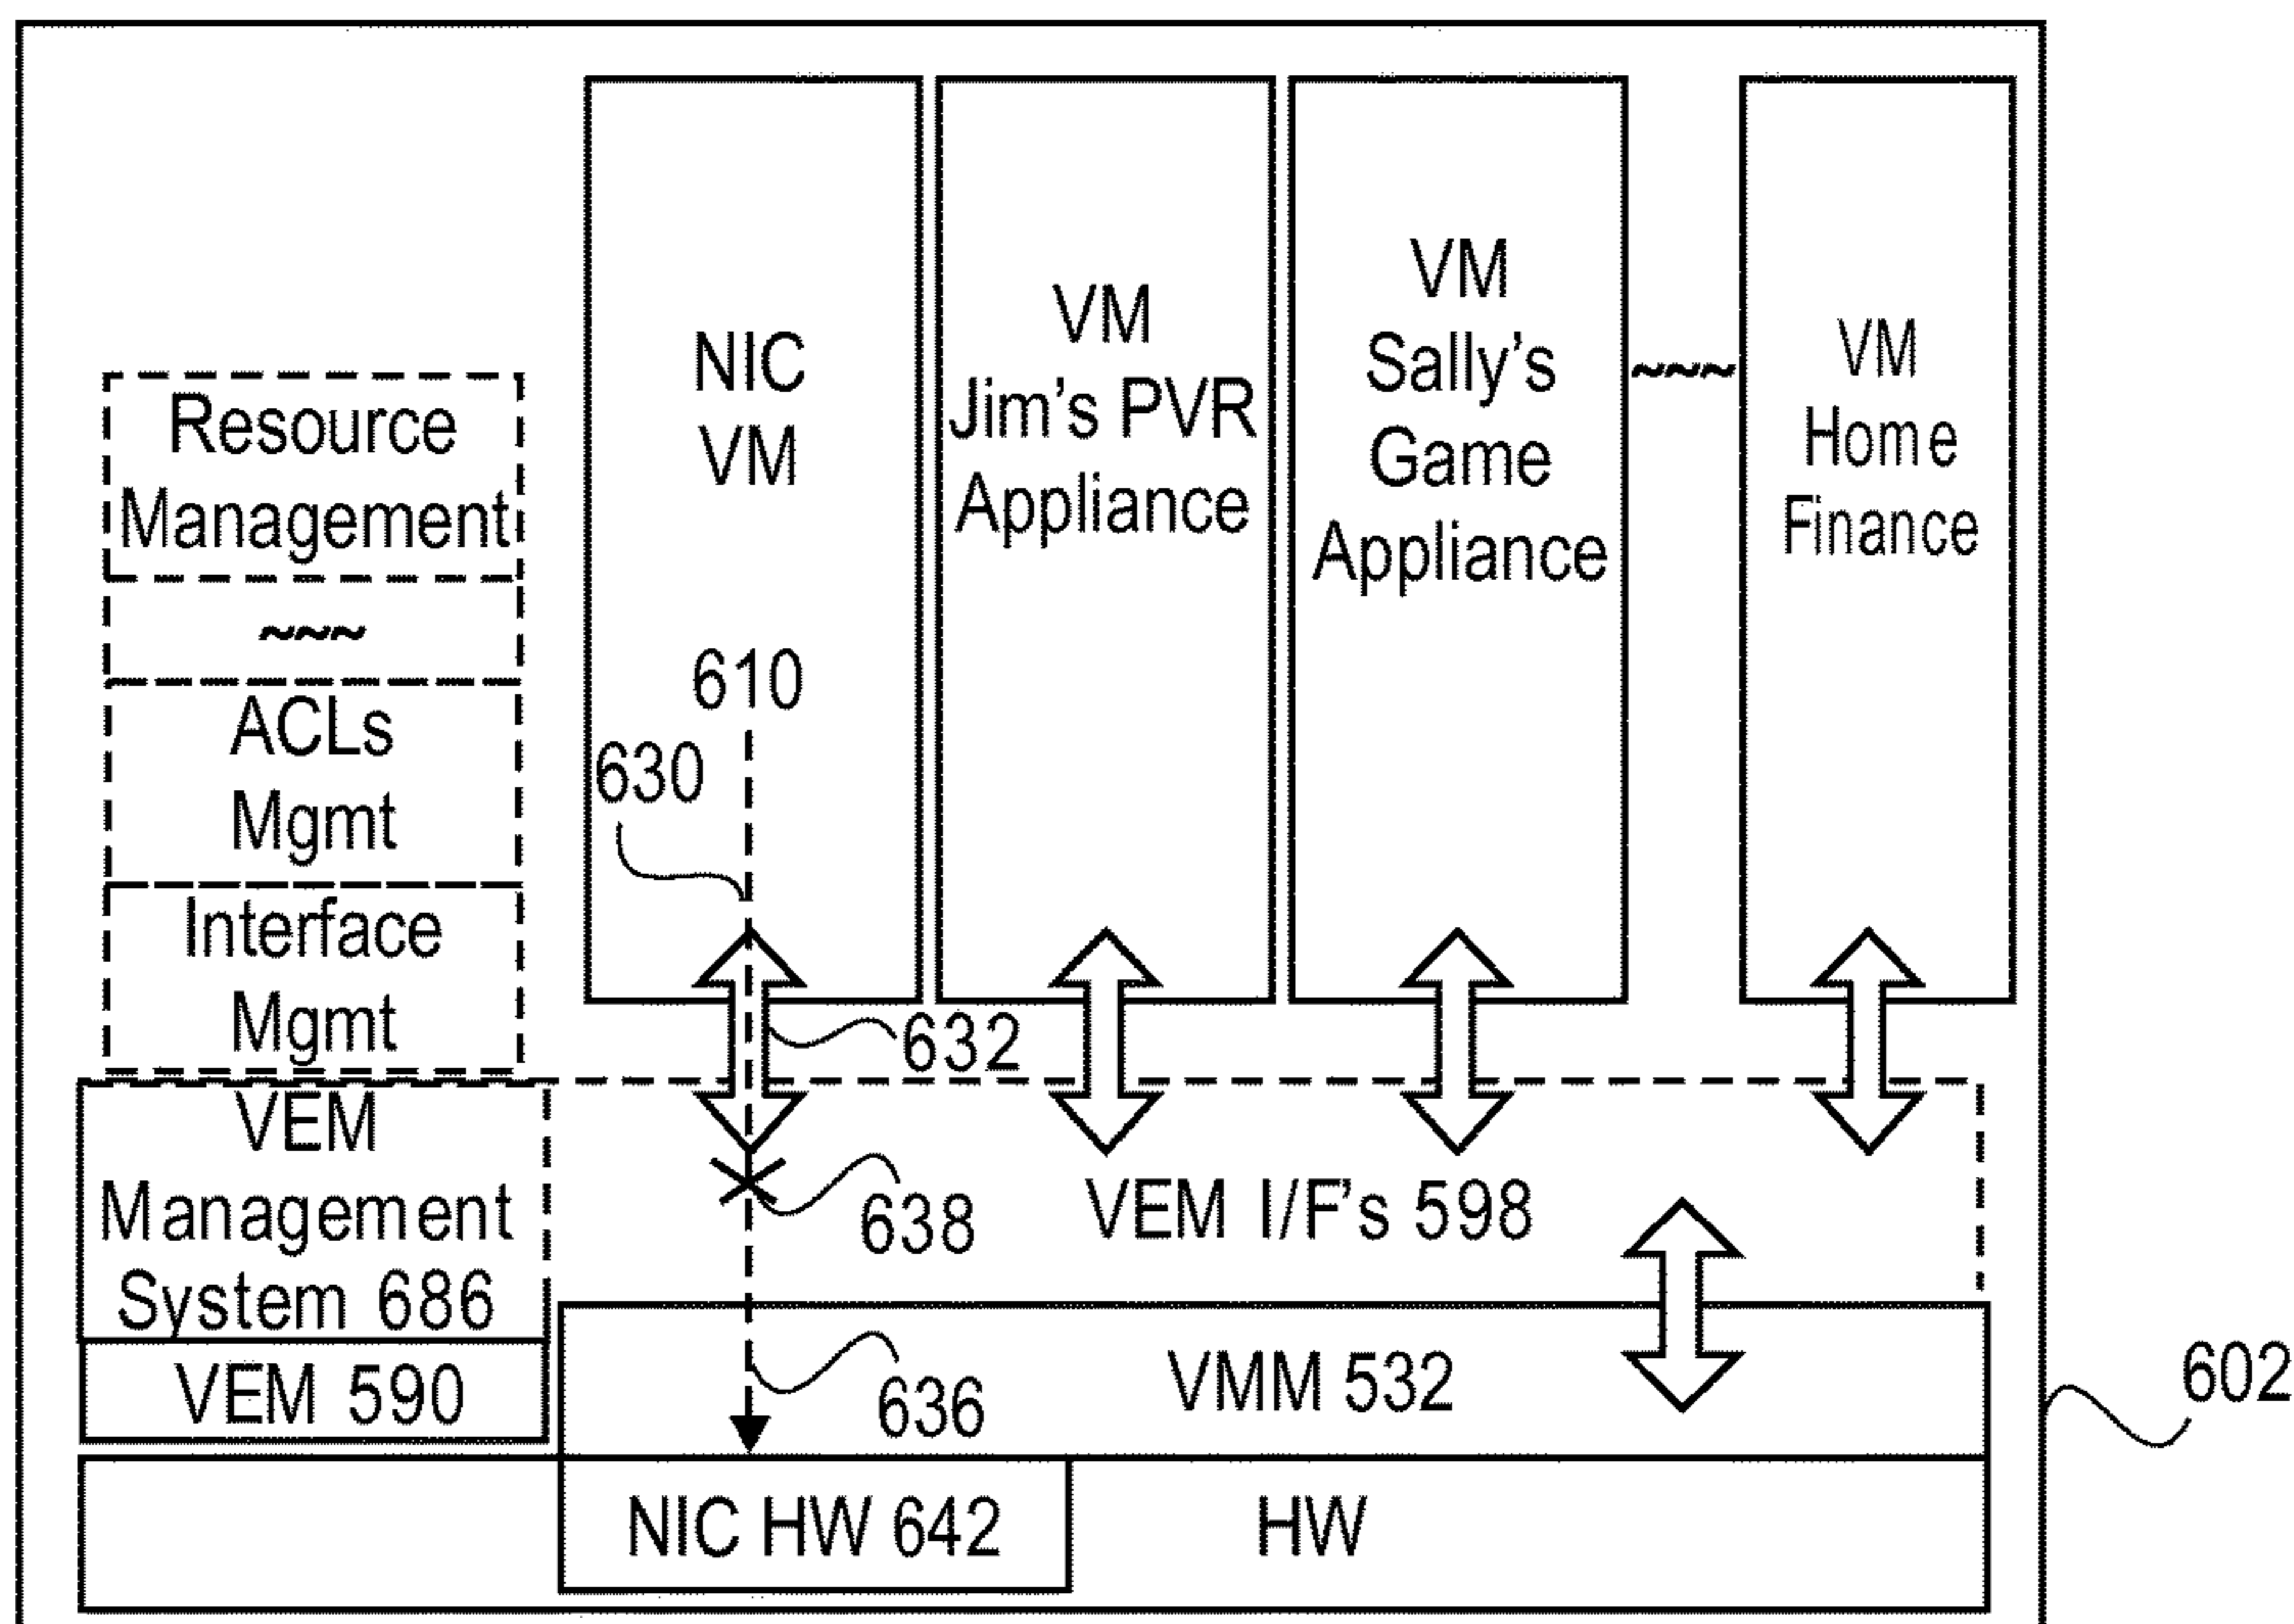 NIC
VM
610
630
VM
Jim's PVR
Appliance
VM
Sally's
Game
Appliance
~~~
VM
Home
Finance
Resource
Management
~~~
ACLs
Mgmt
Interface
Mgmt
632
VEM
Management
System 686
638
VEM I/F's 598
VEM 590
636
VMM 532
602
NIC HW 642
HW